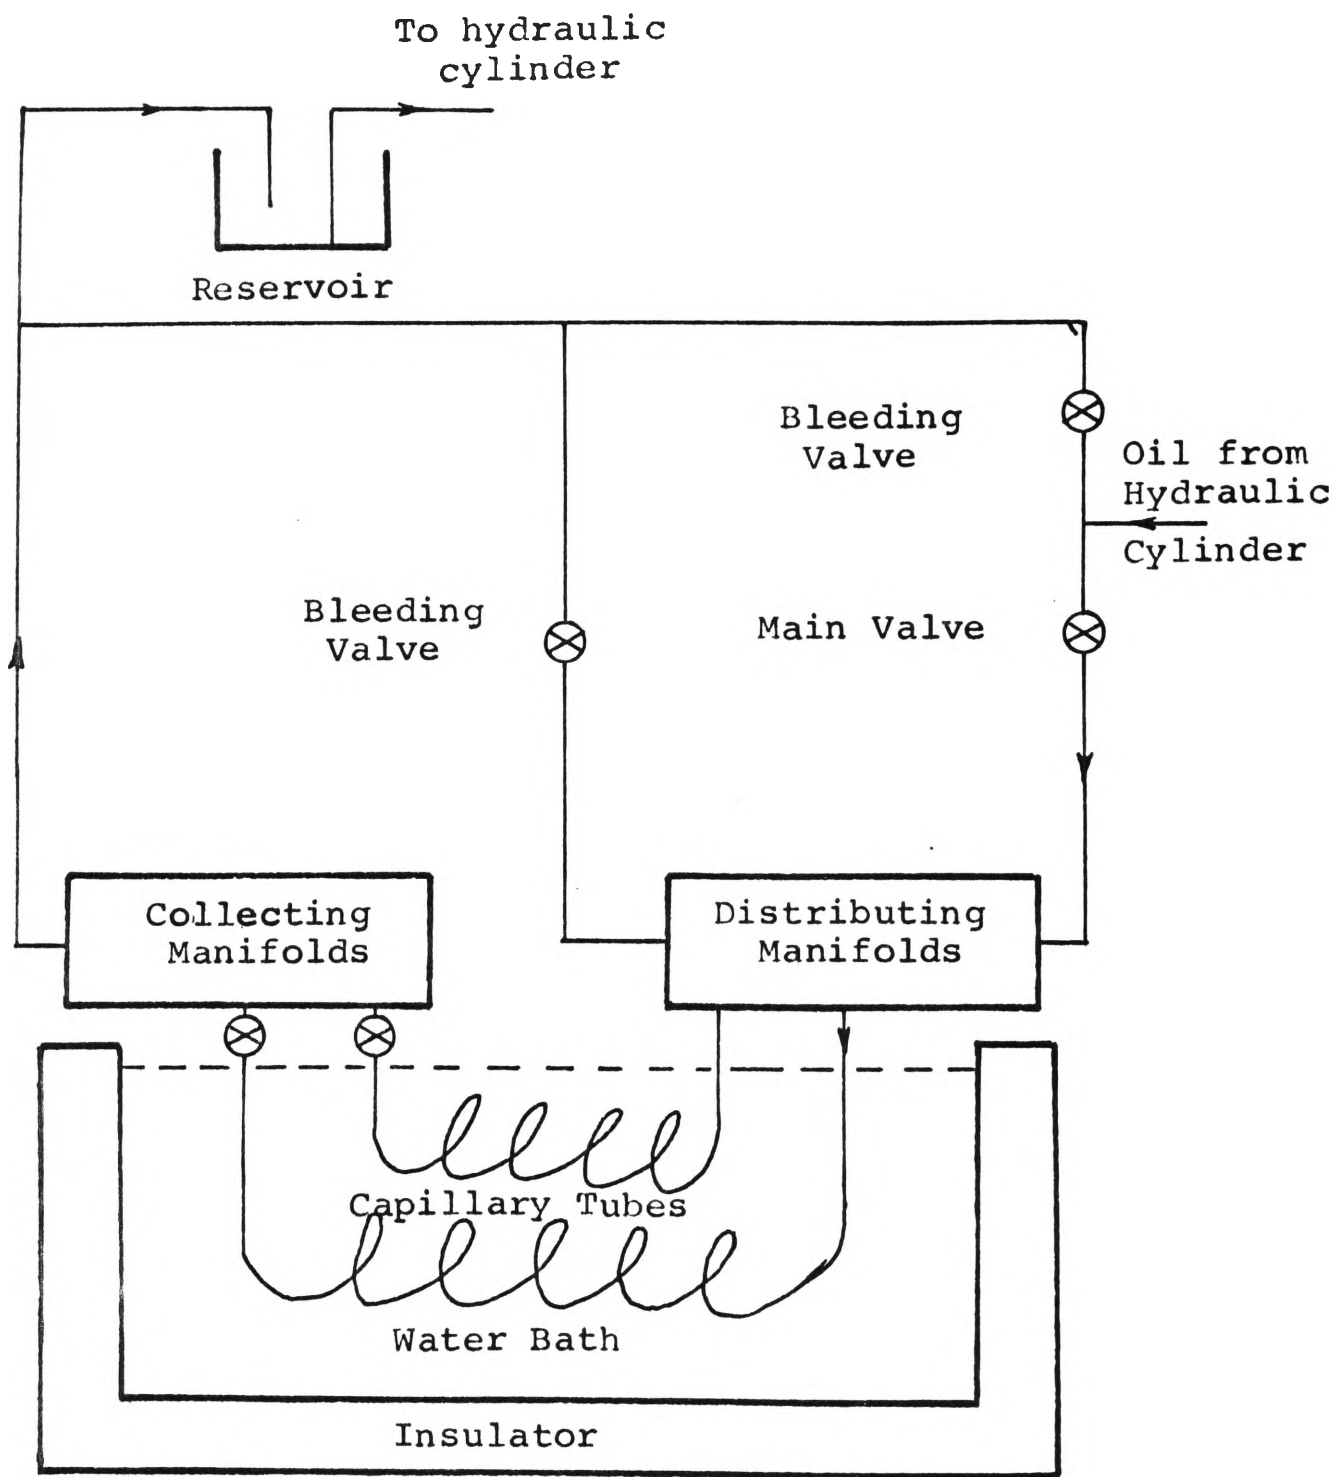 To hydraulic
cylinder
Reservoir
Bleeding
Valve
Oil from
Hydraulic
Cylinder
Bleeding
Valve
Main Valve
Collecting
Manifolds
Distributing
Manifolds
Capillary Tubes
Water Bath
Insulator